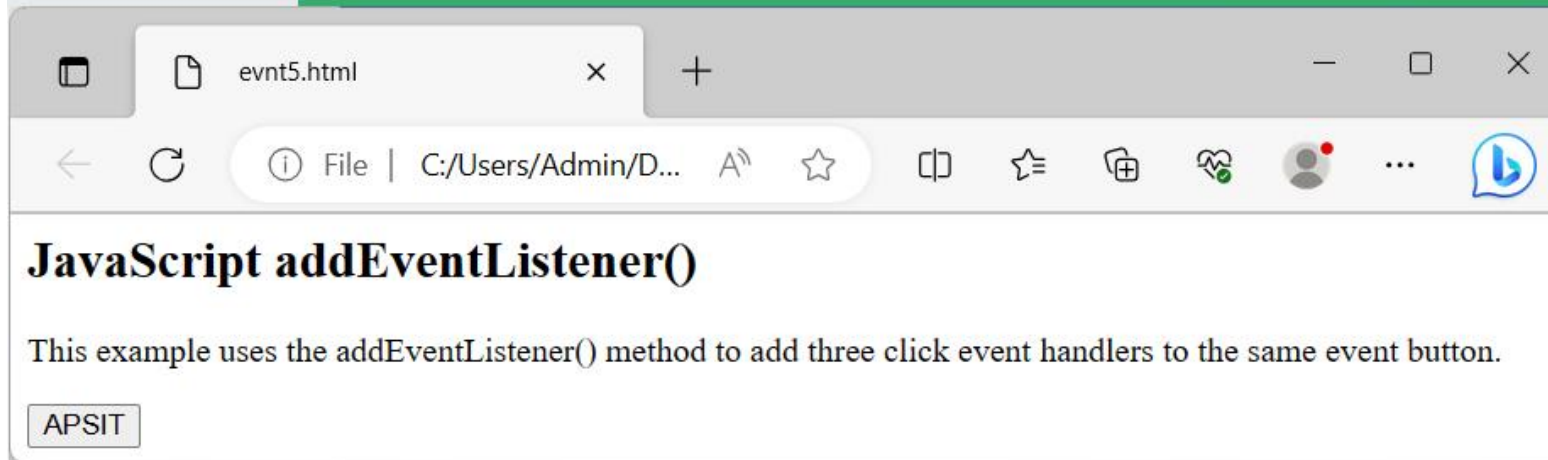 evnt5.html
File | C:/Users/Admin/D...
JavaScript addEventListener()
This example uses the addEventListener() method to add three click event handlers to the same event button.
APSIT